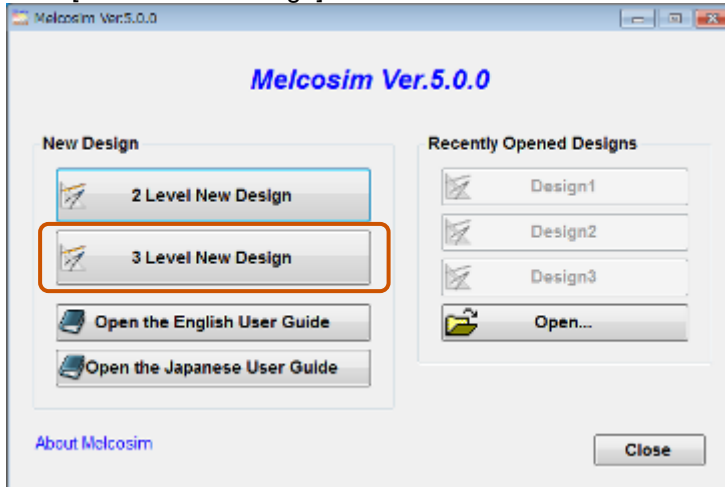 Melcosim Ver.5.0.0
Melcosim Ver.5.0.0
New Design
2 Level New Design
3 Level New Design
Open the English User Guide
Open the Japanese User Guide
Recently Opened Designs
Design1
Design2
Design3
Open...
About Melcosim
Close